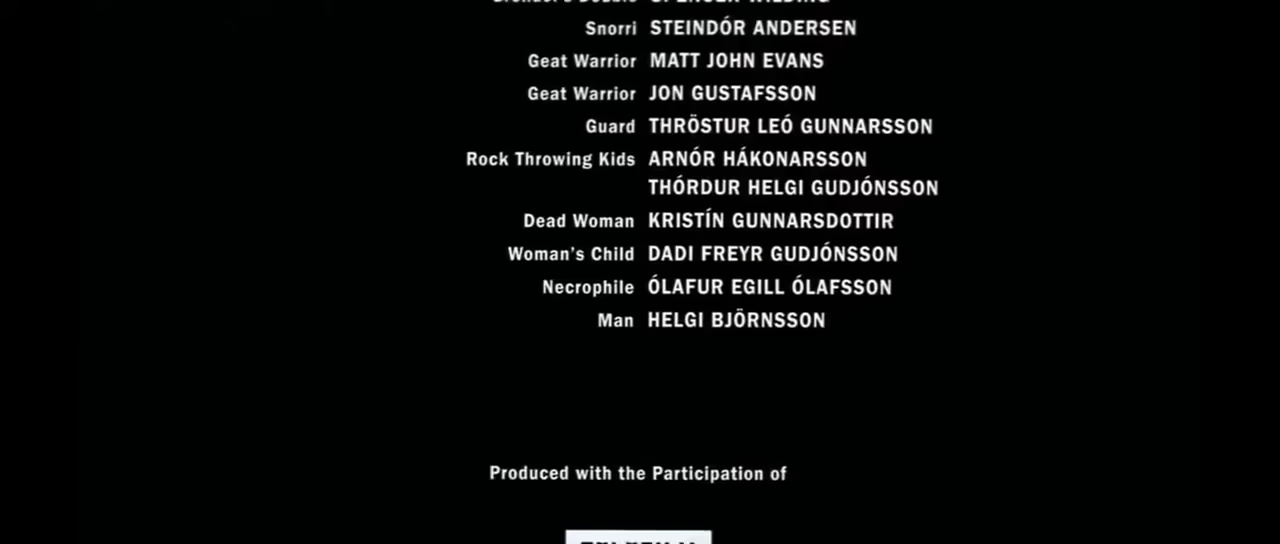 Snorri STEINDÓR ANDERSEN
Geat Warrior MATT JOHN EVANS
Geat Warrior JON GUSTAFSSON
Guard THRÖSTUR LEÓ GUNNARSSON
Rock Throwing Kids ARNÓR HÁKONARSSON
THÓRDUR HELGI GUDJÓNSSON
Dead Woman KRISTÍN GUNNARSDOTTIR
Woman's Child DADI FREYR GUDJÓNSSON
Necrophile ÓLAFUR EGILL ÓLAFSSON
Man HELGI BJÖRNSSON
Produced with the Participation of